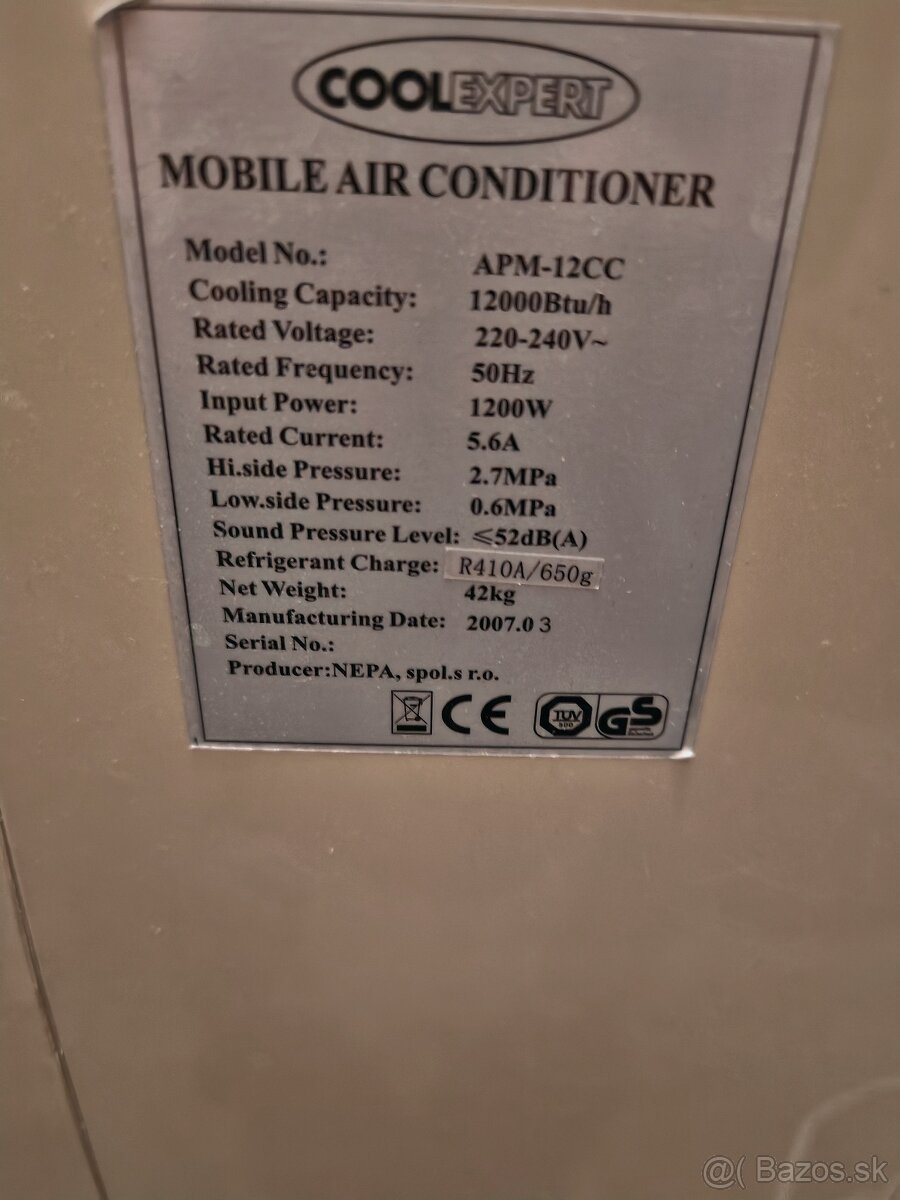 COOLEXPERT
MOBILE AIR CONDITIONER
Model No.: APM-12CC
Cooling Capacity: 12000Btu/h
Rated Voltage: 220-240V~
Rated Frequency: 50Hz
Input Power: 1200W
Rated Current: 5.6A
Hi.side Pressure: 2.7MPa
Low.side Pressure: 0.6MPa
Sound Pressure Level: ≤52dB(A)
Refrigerant Charge: R410A/650g
Net Weight: 42kg
Manufacturing Date: 2007.03
Serial No.:
Producer:NEPA, spol.s r.o.
CE TUV GS
@( Bazos.sk